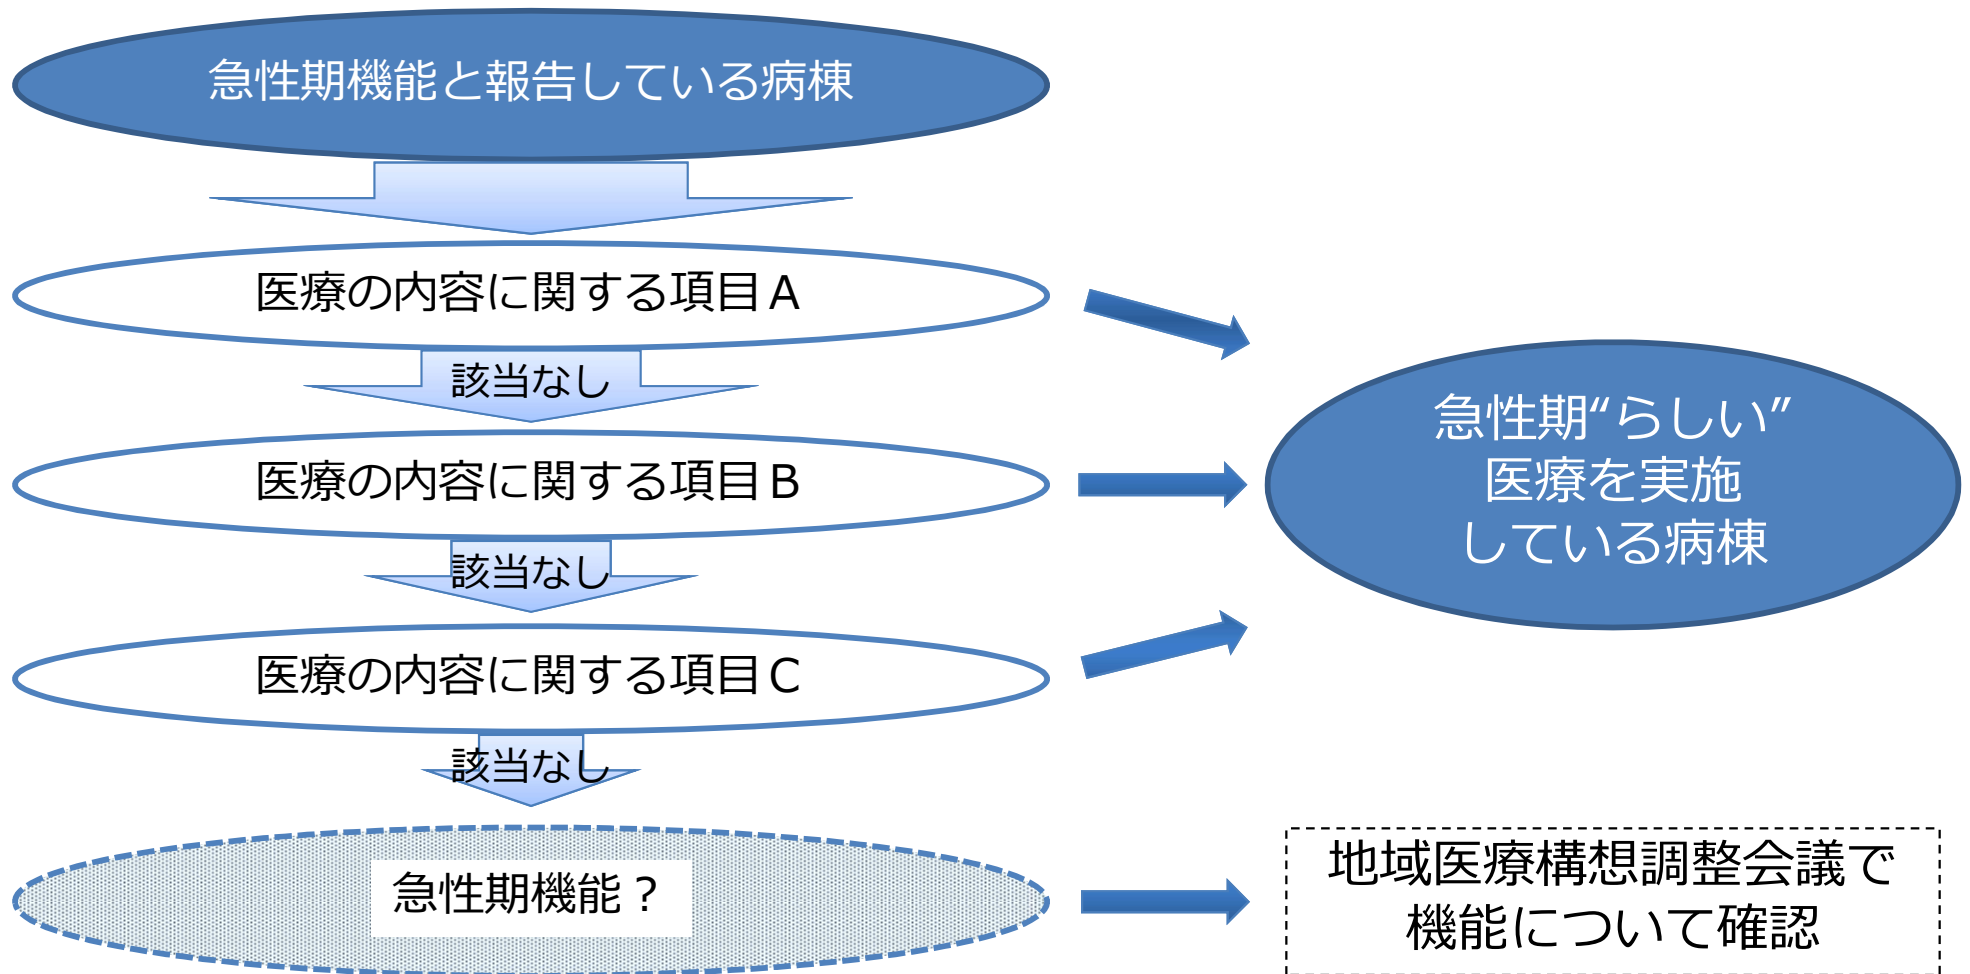 急性期機能と報告している病棟
医療の内容に関する項目A
該当なし
医療の内容に関する項目B
該当なし
医療の内容に関する項目C
該当なし
急性期機能？
急性期“らしい”
医療を実施
している病棟
地域医療構想調整会議で
機能について確認